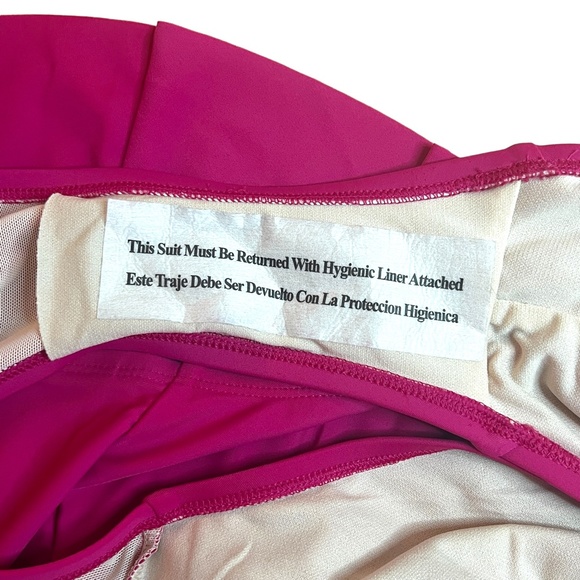 This Suit Must Be Returned With Hygienic Liner Attached
Este Traje Debe Ser Devuelto Con La Proteccion Higienica